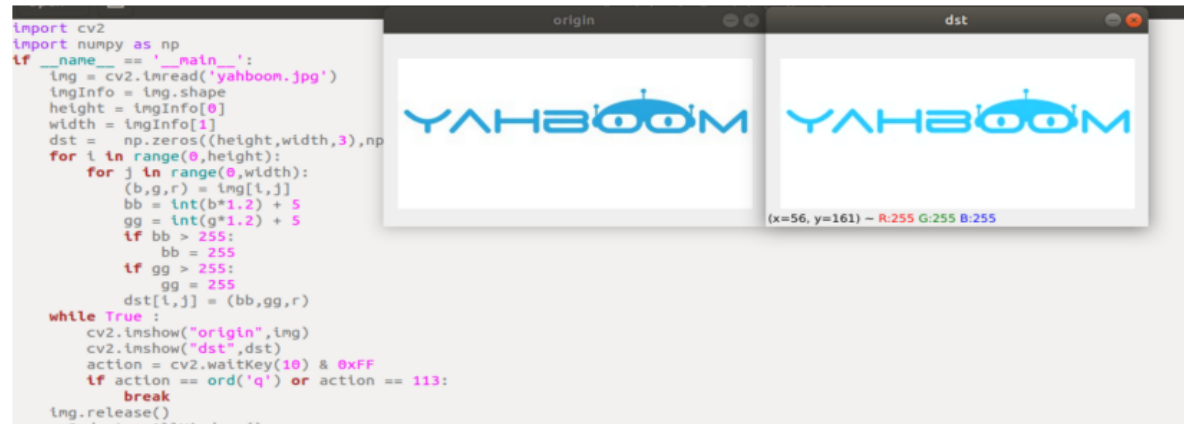 import cv2
import numpy as np
if __name__ == '__main__':
    img = cv2.imread('yahboom.jpg')
    imgInfo = img.shape
    height = imgInfo[0]
    width = imgInfo[1]
    dst =   np.zeros((height,width,3),np
    for i in range(0,height):
        for j in range(0,width):
            (b,g,r) = img[i,j]
            bb = int(b*1.2) + 5
            gg = int(g*1.2) + 5
            if bb > 255:
                bb = 255
            if gg > 255:
                gg = 255
            dst[i,j] = (bb,gg,r)
    while True :
        cv2.imshow("origin",img)
        cv2.imshow("dst",dst)
        action = cv2.waitKey(10) & 0xFF
        if action == ord('q') or action == 113:
            break
    img.release()
origin
YAHBOOM
dst
YAHBOOM
(x=56, y=161) ~ R:255 G:255 B:255